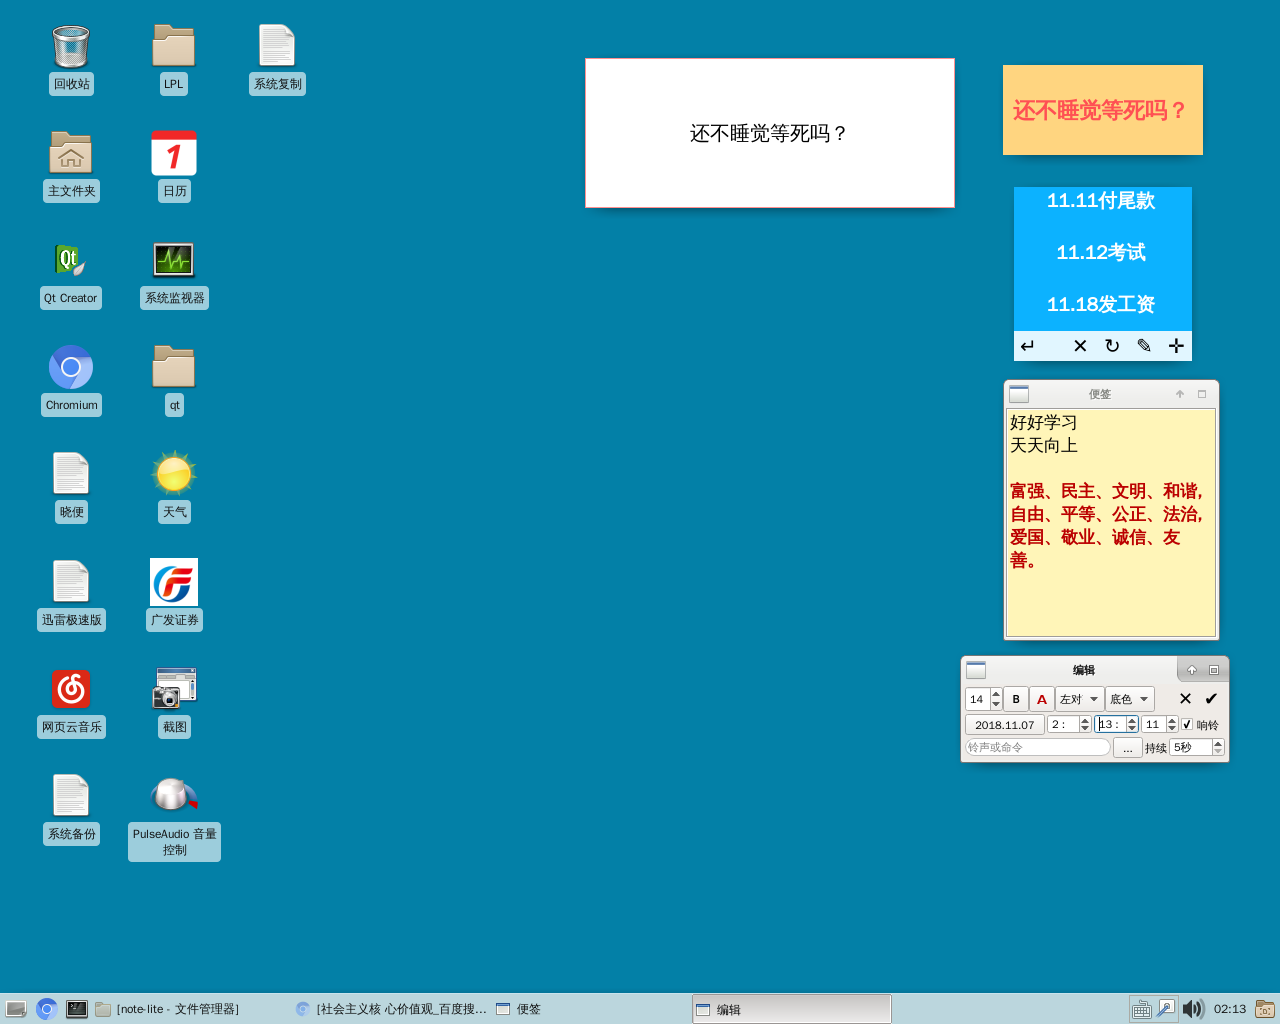 回收站
LPL
系统复制
主文件夹
1
日历
Qt
Qt Creator
系统监视器
Chromium
qt
晓便
天气
迅雷极速版
广发证券
网页云音乐
截图
系统备份
PulseAudio 音量
控制
还不睡觉等死吗？
还不睡觉等死吗？
11.11付尾款
11.12考试
11.18发工资
便签
好好学习
天天向上
富强、民主、文明、和谐,
自由、平等、公正、法治,
爱国、敬业、诚信、友
善。
编辑
14 B A 左对 底色
2018.11.07 2： 13： 11 响铃
铃声或命令 ... 持续 5秒
[note-lite - 文件管理器]
[社会主义核 心价值观_百度搜...
便签
编辑
02:13